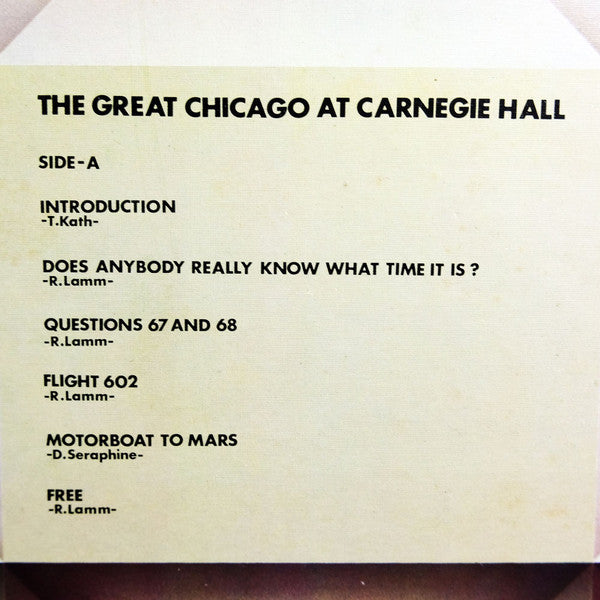 THE GREAT CHICAGO AT CARNEGIE HALL
SIDE-A
INTRODUCTION
-T.Kath-
DOES ANYBODY REALLY KNOW WHAT TIME IT IS ?
-R.Lamm-
QUESTIONS 67 AND 68
-R.Lamm-
FLIGHT 602
-R.Lamm-
MOTORBOAT TO MARS
-D.Seraphine-
FREE
-R.Lamm-